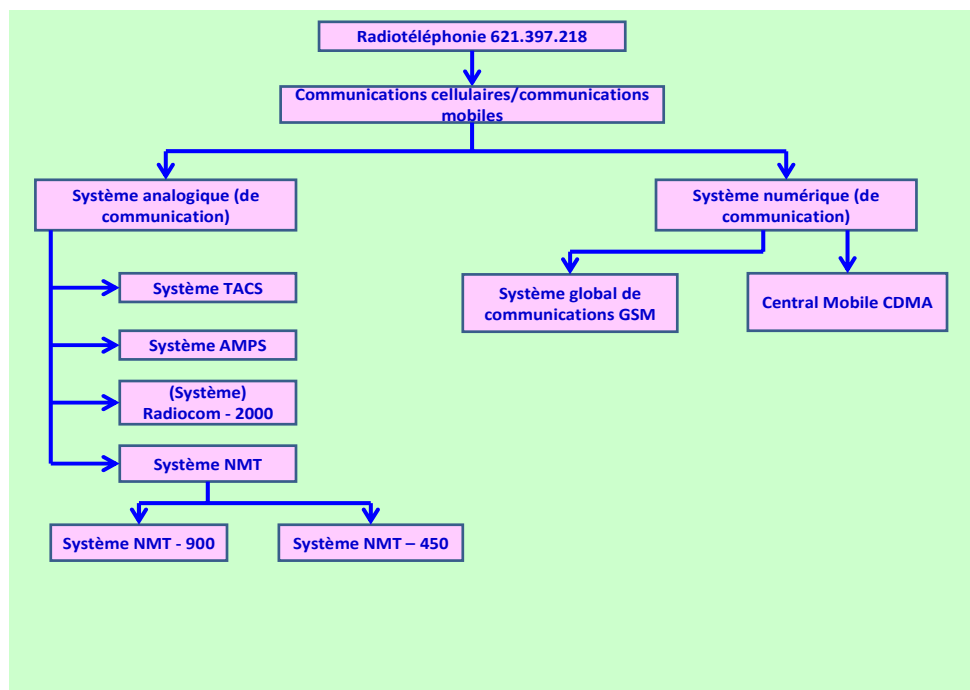 Radiotéléphonie 621.397.218
Communications cellulaires/communications
mobiles
Système analogique (de
communication)
Système numérique (de
communication)
Système TACS
Système AMPS
(Système)
Radiocom - 2000
Système NMT
Système NMT - 900
Système NMT – 450
Système global de
communications GSM
Central Mobile CDMA